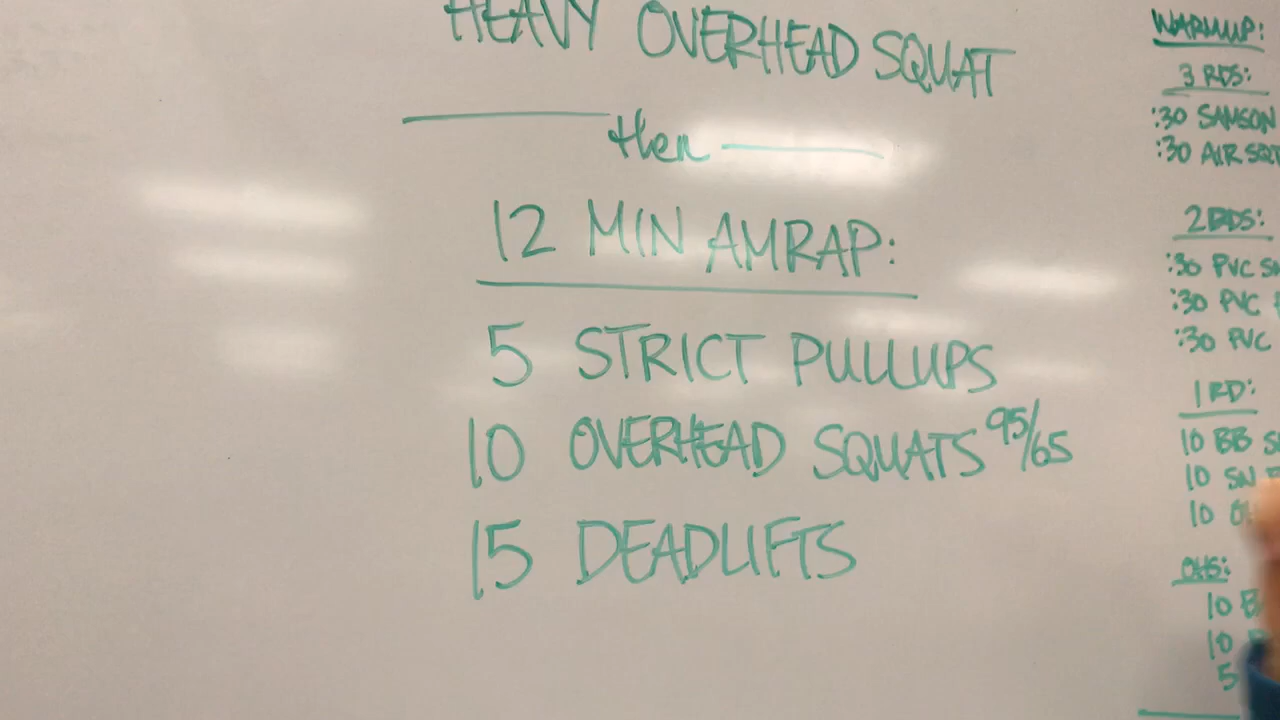 HEAVY OVERHEAD SQUAT
then
12 MIN AMRAP:
5 STRICT PULLUPS
10 OVERHEAD SQUATS 95/65
15 DEADLIFTS
WARMUP:
3 RDS:
:30 SAMSON
:30 AIR SQ
2 RDS:
:30 PVC SN
:30 PVC
:30 PVC
1 RD:
10 BB
10 SN
10
OHS:
10
10
5